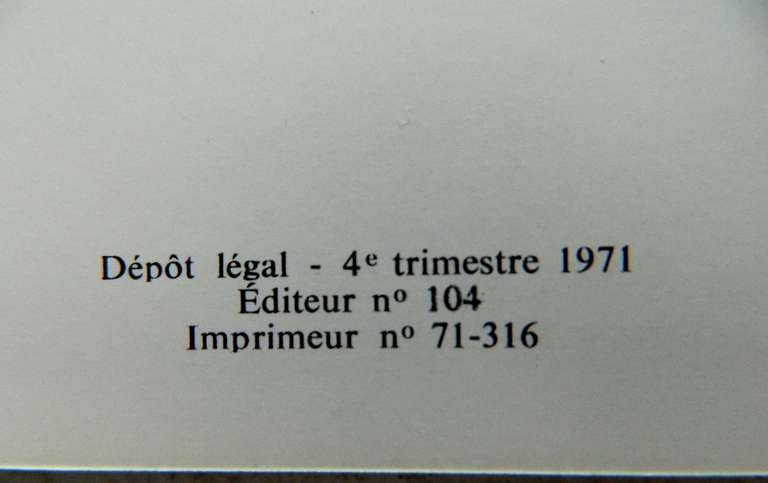 Dépôt légal - 4e trimestre 1971
Éditeur no 104
Imprimeur no 71-316